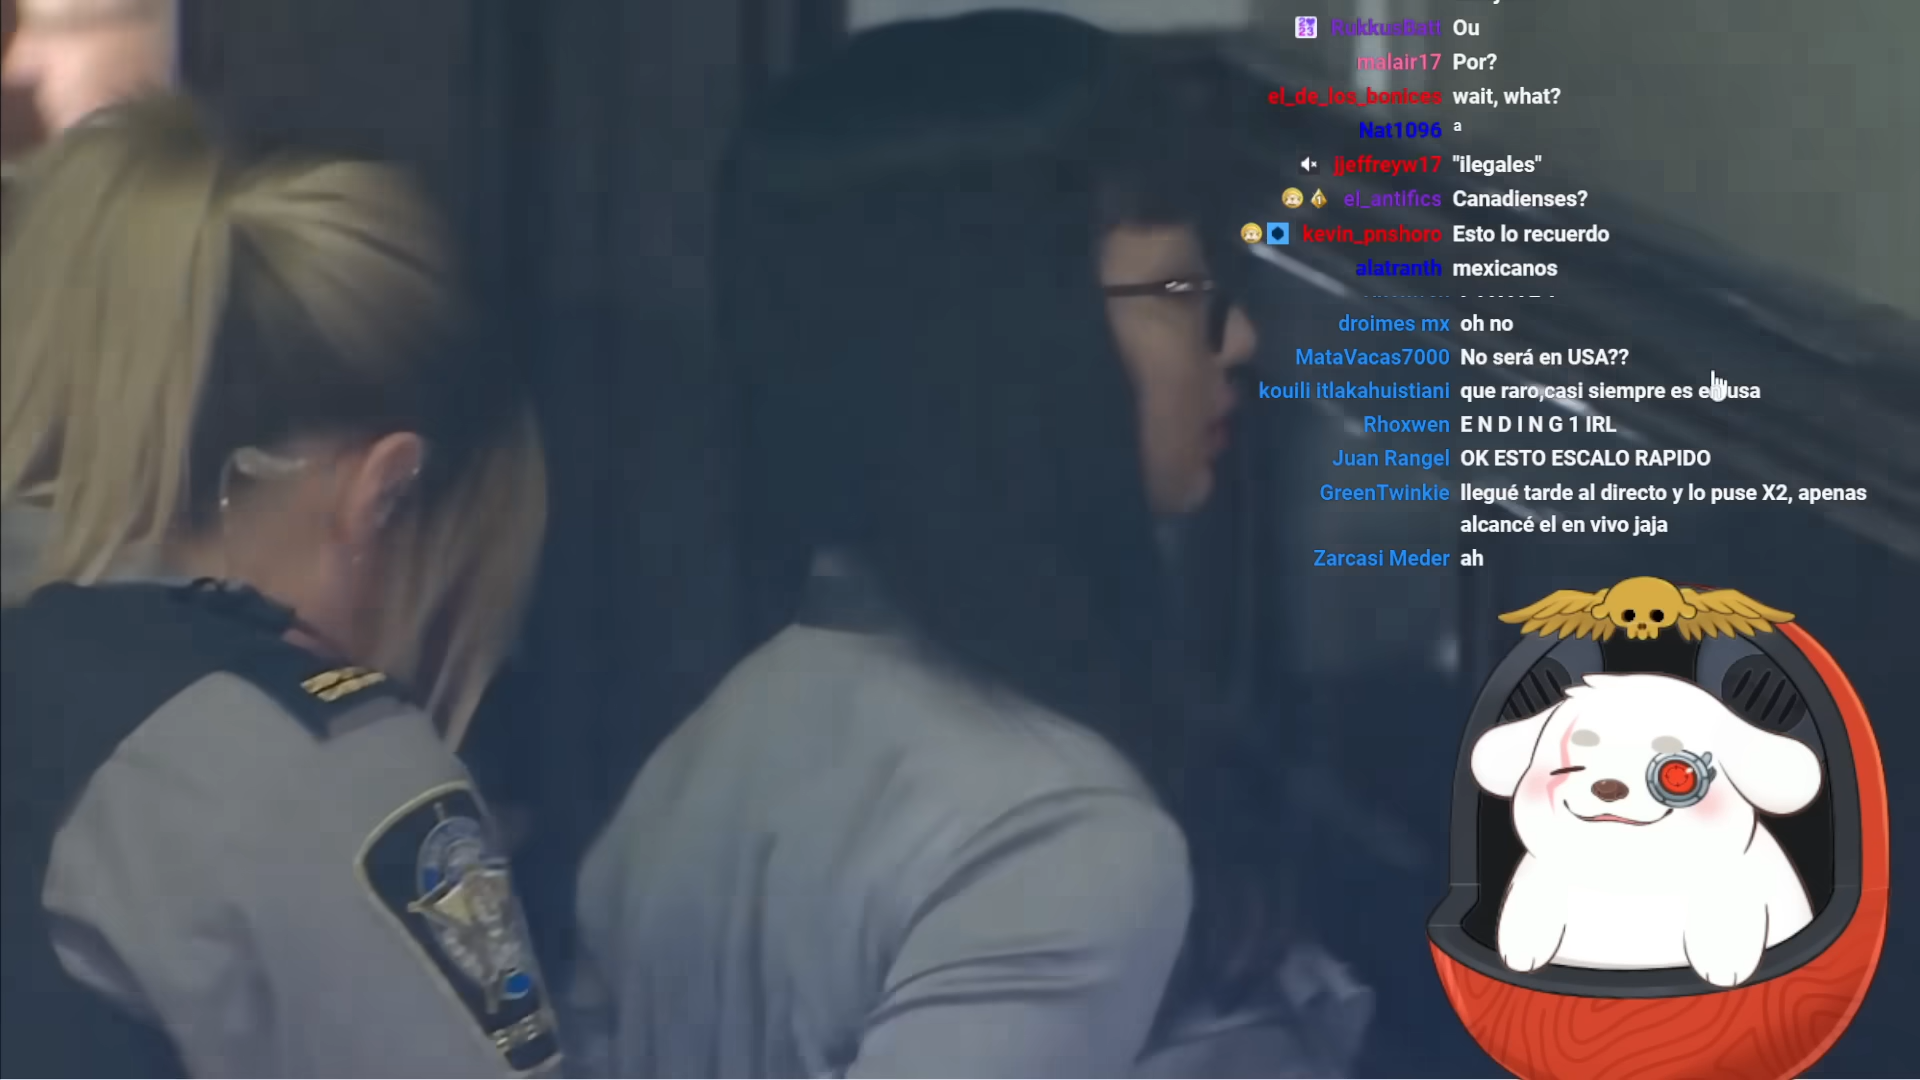 RukkusBatt Ou
malair17 Por?
el_de_los_bonices wait, what?
Nat1096 a
jjeffreyw17 "ilegales"
el_antifics Canadienses?
kevin_pnshoro Esto lo recuerdo
alatranth mexicanos
droimes mx oh no
MataVacas7000 No será en USA??
kouili itlakahuistiani que raro,casi siempre es en usa
Rhoxwen E N D I N G 1 IRL
Juan Rangel OK ESTO ESCALO RAPIDO
GreenTwinkie llegué tarde al directo y lo puse X2, apenas
alcancé el en vivo jaja
Zarcasi Meder ah